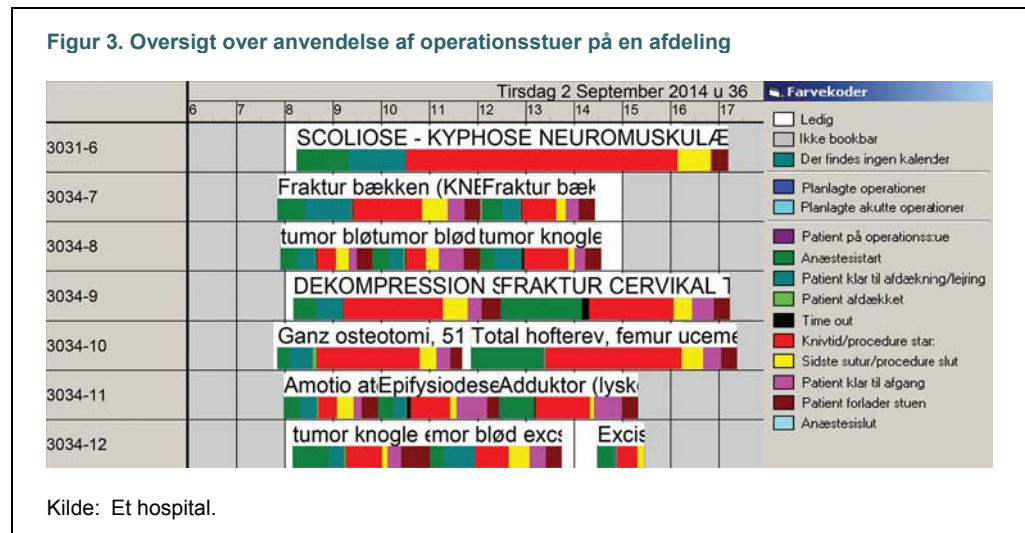 Figur 3. Oversigt over anvendelse af operationsstuer på en afdeling
Tirsdag 2 September 2014 u 36
6 7 8 9 10 11 12 13 14 15 16 17
3031-6 SCOLIOSE - KYPHOSE NEUROMUSKULÆ
3034-7 Fraktur bækken (KNE Fraktur bæk
3034-8 tumor bløt tumor blød tumor knogle
3034-9 DEKOMPRESSION S FRAKTUR CERVIKAL T
3034-10 Ganz osteotomi, 51 Total hofterev, femur uceme
3034-11 Amotio at Epifysiodese Adduktor (lysk
3034-12 tumor knogle e mor blød exc Excis
Farvekoder
Ledig
Ikke bookbar
Der findes ingen kalender
Planlagte operationer
Planlagte akutte operationer
Patient på operationss:ue
Anæstesistart
Patient klar til afdækning/lejring
Patient afdækket
Time out
Knivtid/procedure star:
Sidste sutur/procedure slut
Patient klar til afgang
Patient forlader stuen
Anæstesislut
Kilde: Et hospital.